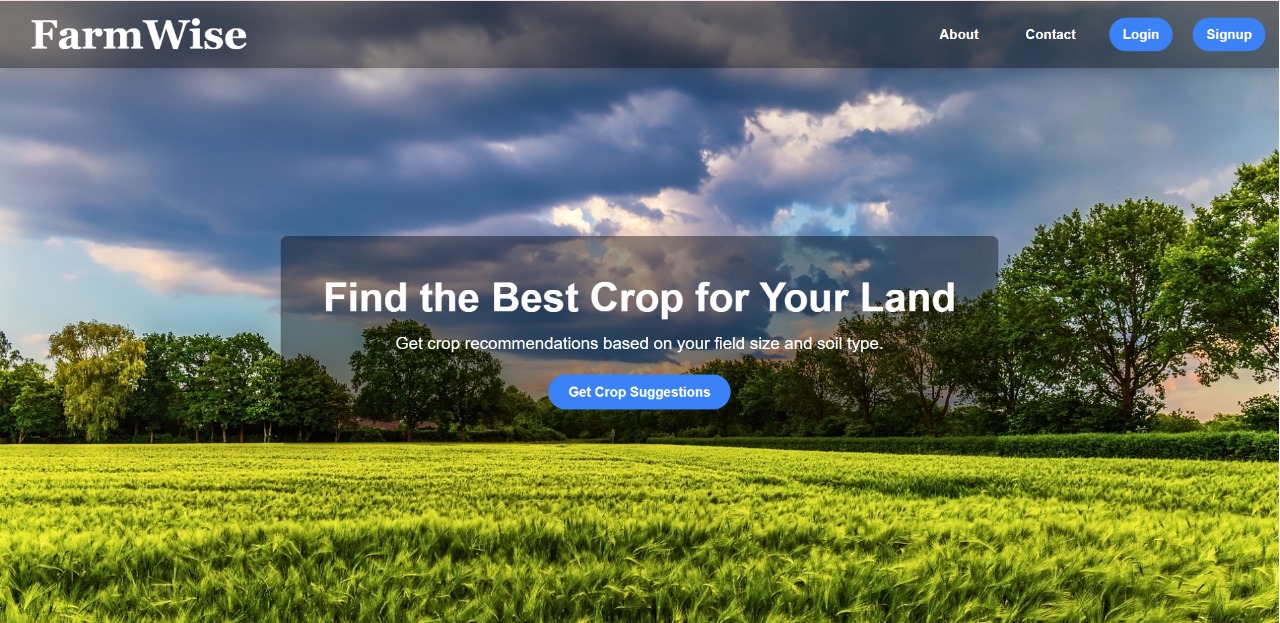 FarmWise
About
Contact
Login
Signup
Find the Best Crop for Your Land
Get crop recommendations based on your field size and soil type.
Get Crop Suggestions